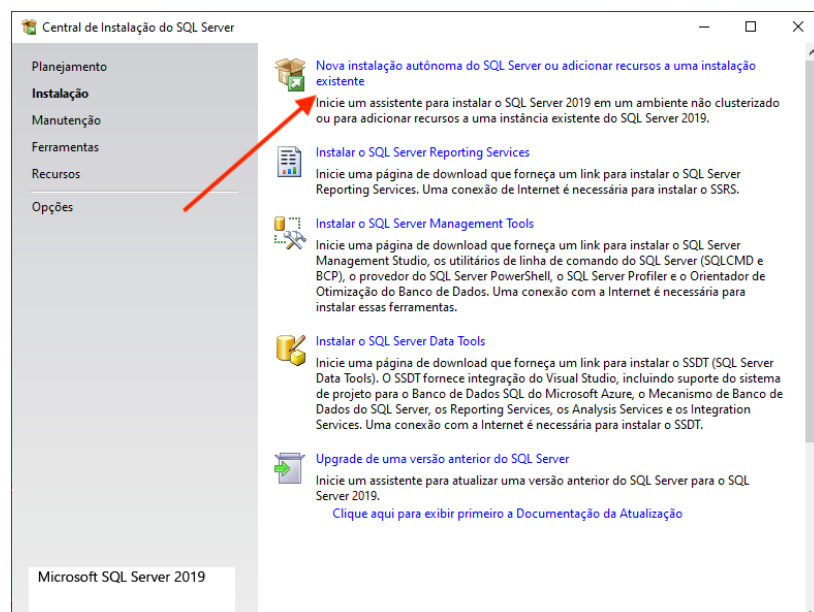 Central de Instalação do SQL Server
Planejamento
Instalação
Manutenção
Ferramentas
Recursos
Opções
Nova instalação autônoma do SQL Server ou adicionar recursos a uma instalação
existente
Inicie um assistente para instalar o SQL Server 2019 em um ambiente não clusterizado
ou para adicionar recursos a uma instância existente do SQL Server 2019.
Instalar o SQL Server Reporting Services
Inicie uma página de download que forneça um link para instalar o SQL Server
Reporting Services. Uma conexão de Internet é necessária para instalar o SSRS.
Instalar o SQL Server Management Tools
Inicie uma página de download que forneça um link para instalar o SQL Server
Management Studio, os utilitários de linha de comando do SQL Server (SQLCMD e
BCP), o provedor do SQL Server PowerShell, o SQL Server Profiler e o Orientador de
Otimização do Banco de Dados. Uma conexão com a Internet é necessária para
instalar essas ferramentas.
Instalar o SQL Server Data Tools
Inicie uma página de download que forneça um link para instalar o SSDT (SQL Server
Data Tools). O SSDT fornece integração do Visual Studio, incluindo suporte do sistema
de projeto para o Banco de Dados SQL do Microsoft Azure, o Mecanismo de Banco de
Dados do SQL Server, os Reporting Services, os Analysis Services e os Integration
Services. Uma conexão com a Internet é necessária para instalar o SSDT.
Upgrade de uma versão anterior do SQL Server
Inicie um assistente para atualizar uma versão anterior do SQL Server para o SQL
Server 2019.
Clique aqui para exibir primeiro a Documentação da Atualização
Microsoft SQL Server 2019